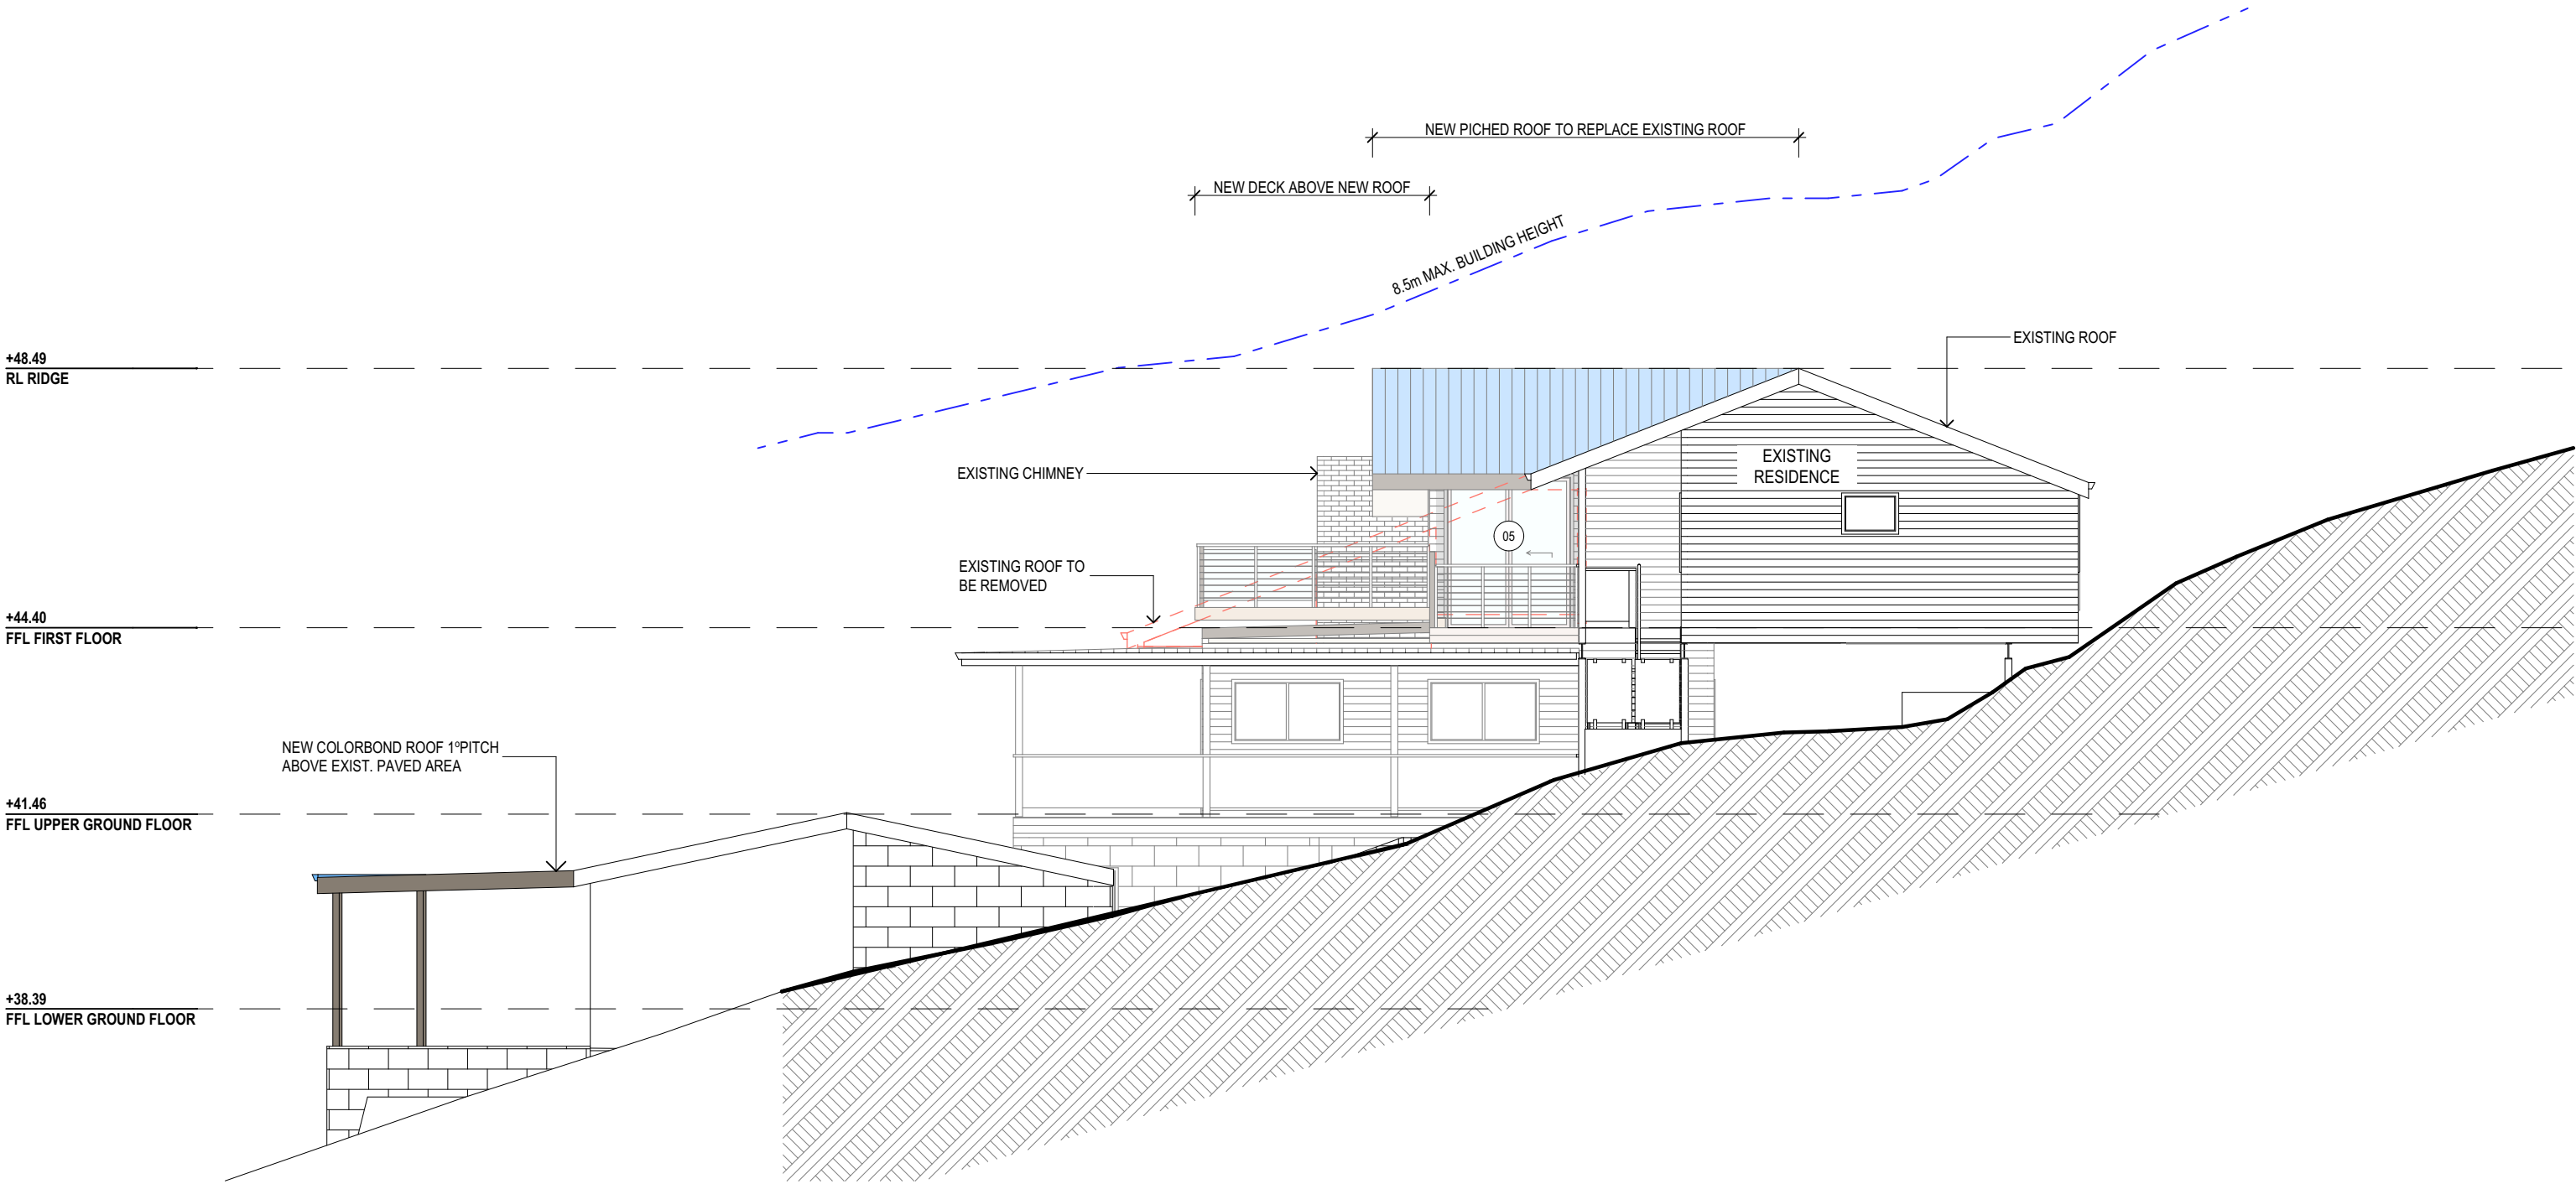 NEW PICHED ROOF TO REPLACE EXISTING ROOF
NEW DECK ABOVE NEW ROOF
8.5m MAX. BUILDING HEIGHT
EXISTING ROOF
+48.49
RL RIDGE
EXISTING CHIMNEY
EXISTING
RESIDENCE
05
EXISTING ROOF TO
BE REMOVED
+44.40
FFL FIRST FLOOR
NEW COLORBOND ROOF 1ºPITCH
ABOVE EXIST. PAVED AREA
+41.46
FFL UPPER GROUND FLOOR
+38.39
FFL LOWER GROUND FLOOR